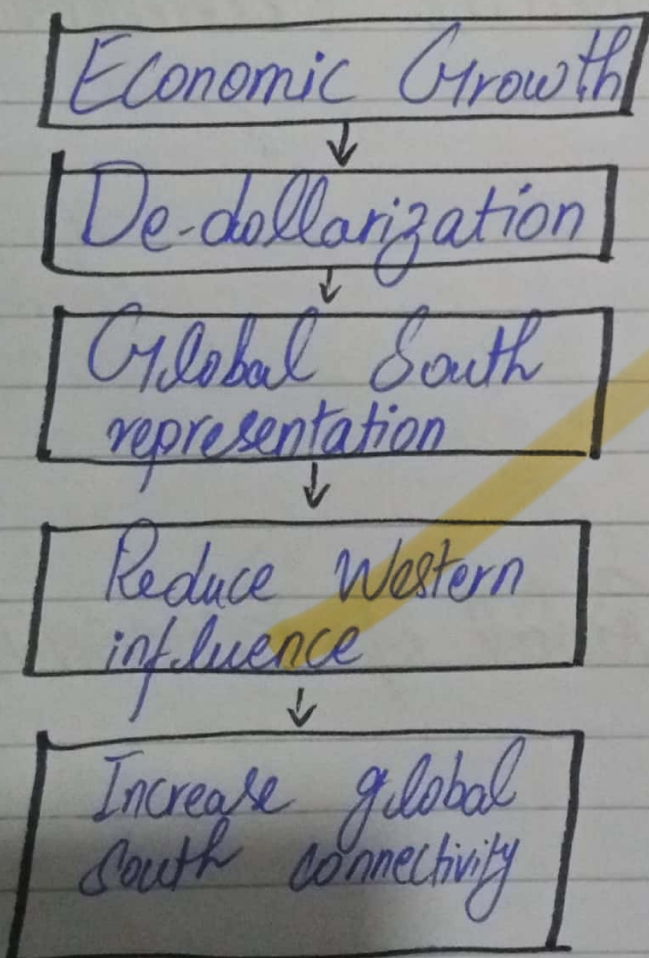 Economic Growth
De-dollarization
Global South
representation
Reduce Western
influence
Increase global
South connectivity